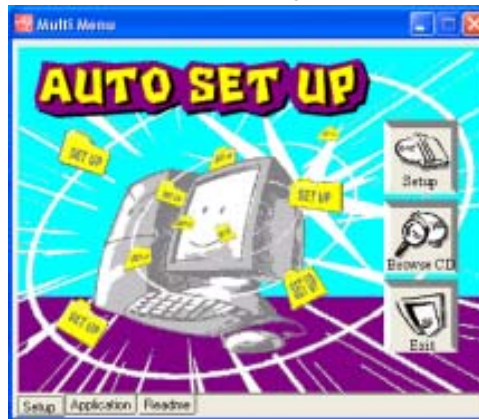 Multi Menu
AUTO SET UP
SET UP
SET UP
SET UP
SET UP
Setup
Browse CD
Exit
Setup Application Readme